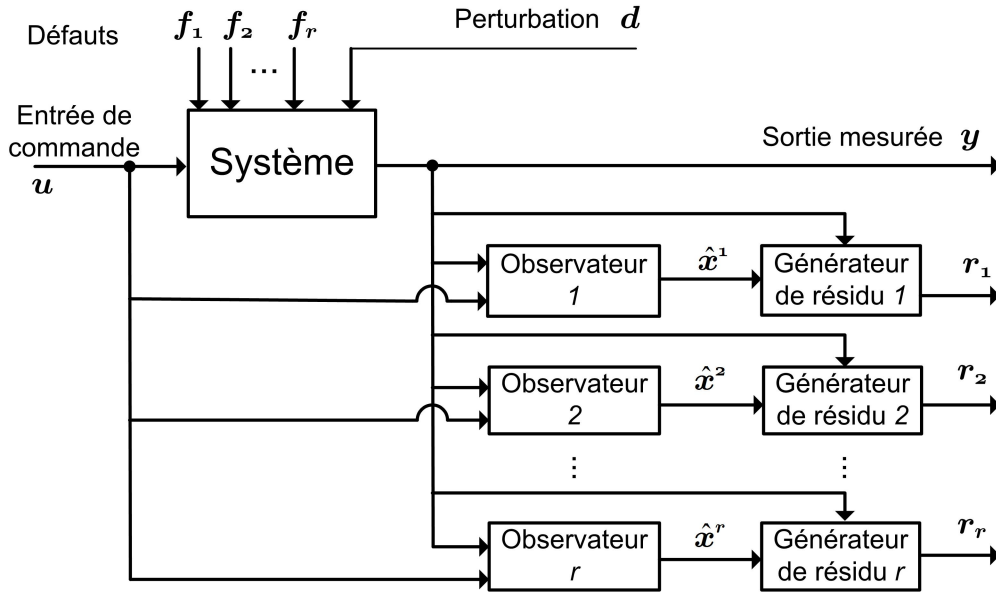 Défauts
f₁ f₂ ... fᵣ
Perturbation d
Entrée de
commande
u
Système
Sortie mesurée y
Observateur
1
x̂¹
Générateur
de résidu 1
r₁
Observateur
2
x̂²
Générateur
de résidu 2
r₂
⋮ ⋮
Observateur
r
x̂ʳ
Générateur
de résidu r
rᵣ